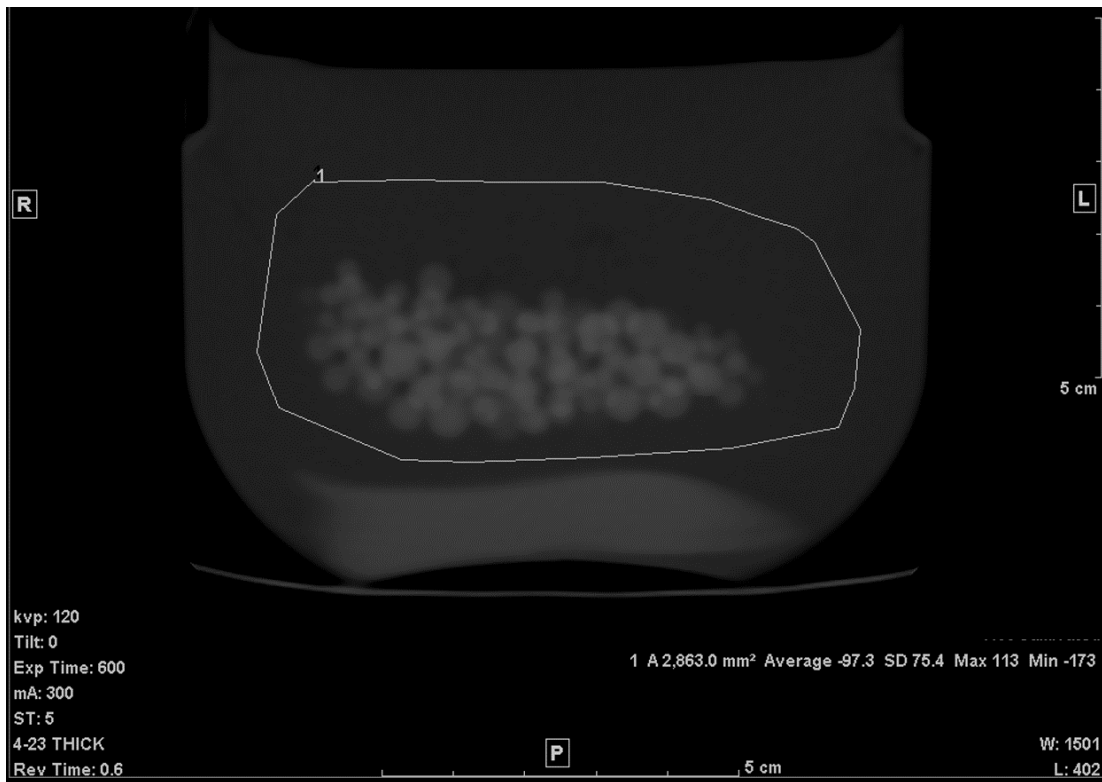 1
R
L
5 cm
kvp: 120
Tilt: 0
Exp Time: 600
mA: 300
ST: 5
4-23 THICK
Rev Time: 0.6
1 A 2,863.0 mm² Average -97.3 SD 75.4 Max 113 Min -173
P
5 cm
W: 1501
L: 402